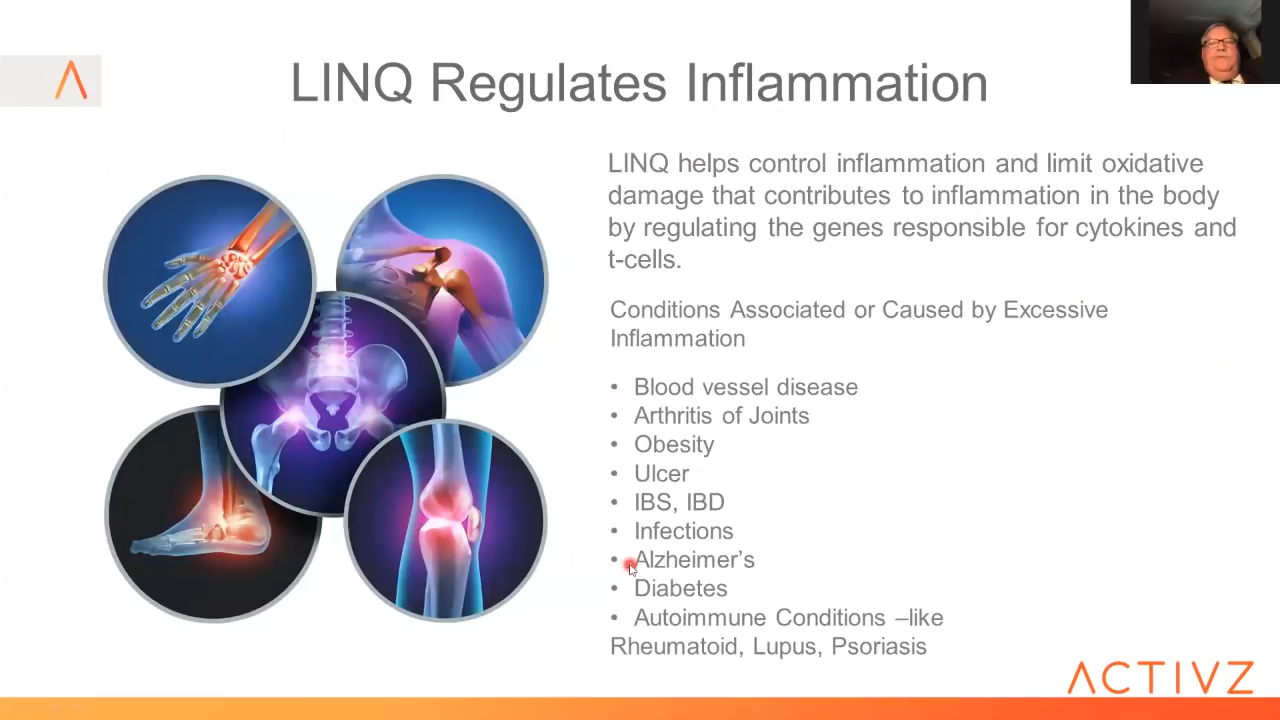 LINQ Regulates Inflammation
LINQ helps control inflammation and limit oxidative
damage that contributes to inflammation in the body
by regulating the genes responsible for cytokines and
t-cells.
Conditions Associated or Caused by Excessive
Inflammation
• Blood vessel disease
• Arthritis of Joints
• Obesity
• Ulcer
• IBS, IBD
• Infections
• Alzheimer’s
• Diabetes
• Autoimmune Conditions –like
Rheumatoid, Lupus, Psoriasis
ACTIVZ